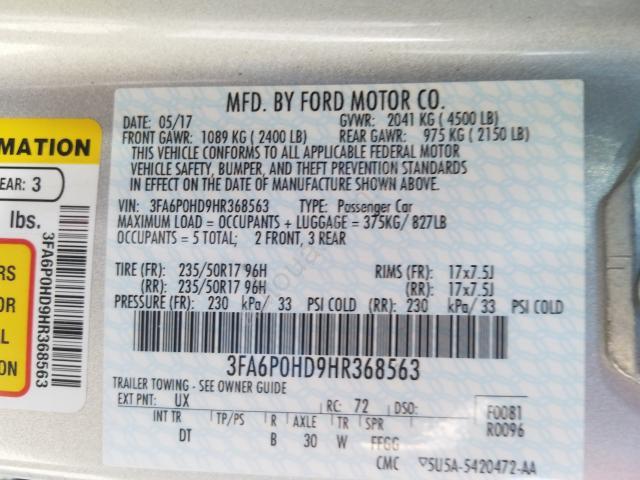 MFD. BY FORD MOTOR CO.
DATE: 05/17 GVWR: 2041 KG (4500 LB)
FRONT GAWR: 1089 KG (2400 LB) REAR GAWR: 975 KG (2150 LB)
THIS VEHICLE CONFORMS TO ALL APPLICABLE FEDERAL MOTOR
VEHICLE SAFETY, BUMPER, AND THEFT PREVENTION STANDARDS
IN EFFECT ON THE DATE OF MANUFACTURE SHOWN ABOVE.
VIN: 3FA6P0HD9HR368563 TYPE: Passenger Car
MAXIMUM LOAD = OCCUPANTS + LUGGAGE = 375KG/ 827LB
OCCUPANTS = 5 TOTAL; 2 FRONT, 3 REAR
TIRE (FR): 235/50R17 96H RIMS (FR): 17x7.5J
(RR): 235/50R17 96H (RR): 17x7.5J
PRESSURE (FR): 230 kPa/ 33 PSI COLD (RR): 230 kPa/ 33 PSI COLD
3FA6P0HD9HR368563
TRAILER TOWING - SEE OWNER GUIDE
EXT PNT: UX RC: 72 DSO: F0081
INT TR TP/PS R AXLE TR SPR R0096
DT B 30 W FFGG
CMC 5U5A-5420472-AA
MATION
EAR: 3
lbs.
RS
OR
L
ON
3FA6P0HD9HR368563